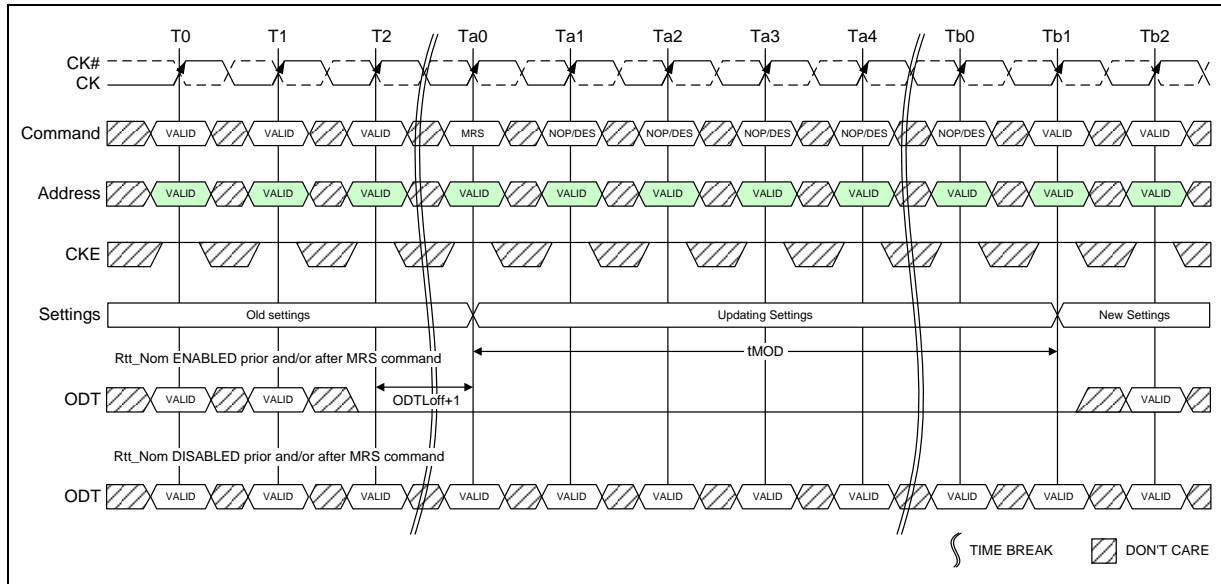 T0 T1 T2 Ta0 Ta1 Ta2 Ta3 Ta4 Tb0 Tb1 Tb2
CK#
CK
Command VALID VALID VALID MRS NOP/DES NOP/DES NOP/DES NOP/DES NOP/DES VALID VALID
Address VALID VALID VALID VALID VALID VALID VALID VALID VALID VALID VALID
CKE
Settings Old settings Updating Settings New Settings
Rtt_Nom ENABLED prior and/or after MRS command
tMOD
ODT VALID VALID ODTLoff+1 VALID
Rtt_Nom DISABLED prior and/or after MRS command
ODT VALID VALID VALID VALID VALID VALID VALID VALID VALID VALID VALID
TIME BREAK DON'T CARE